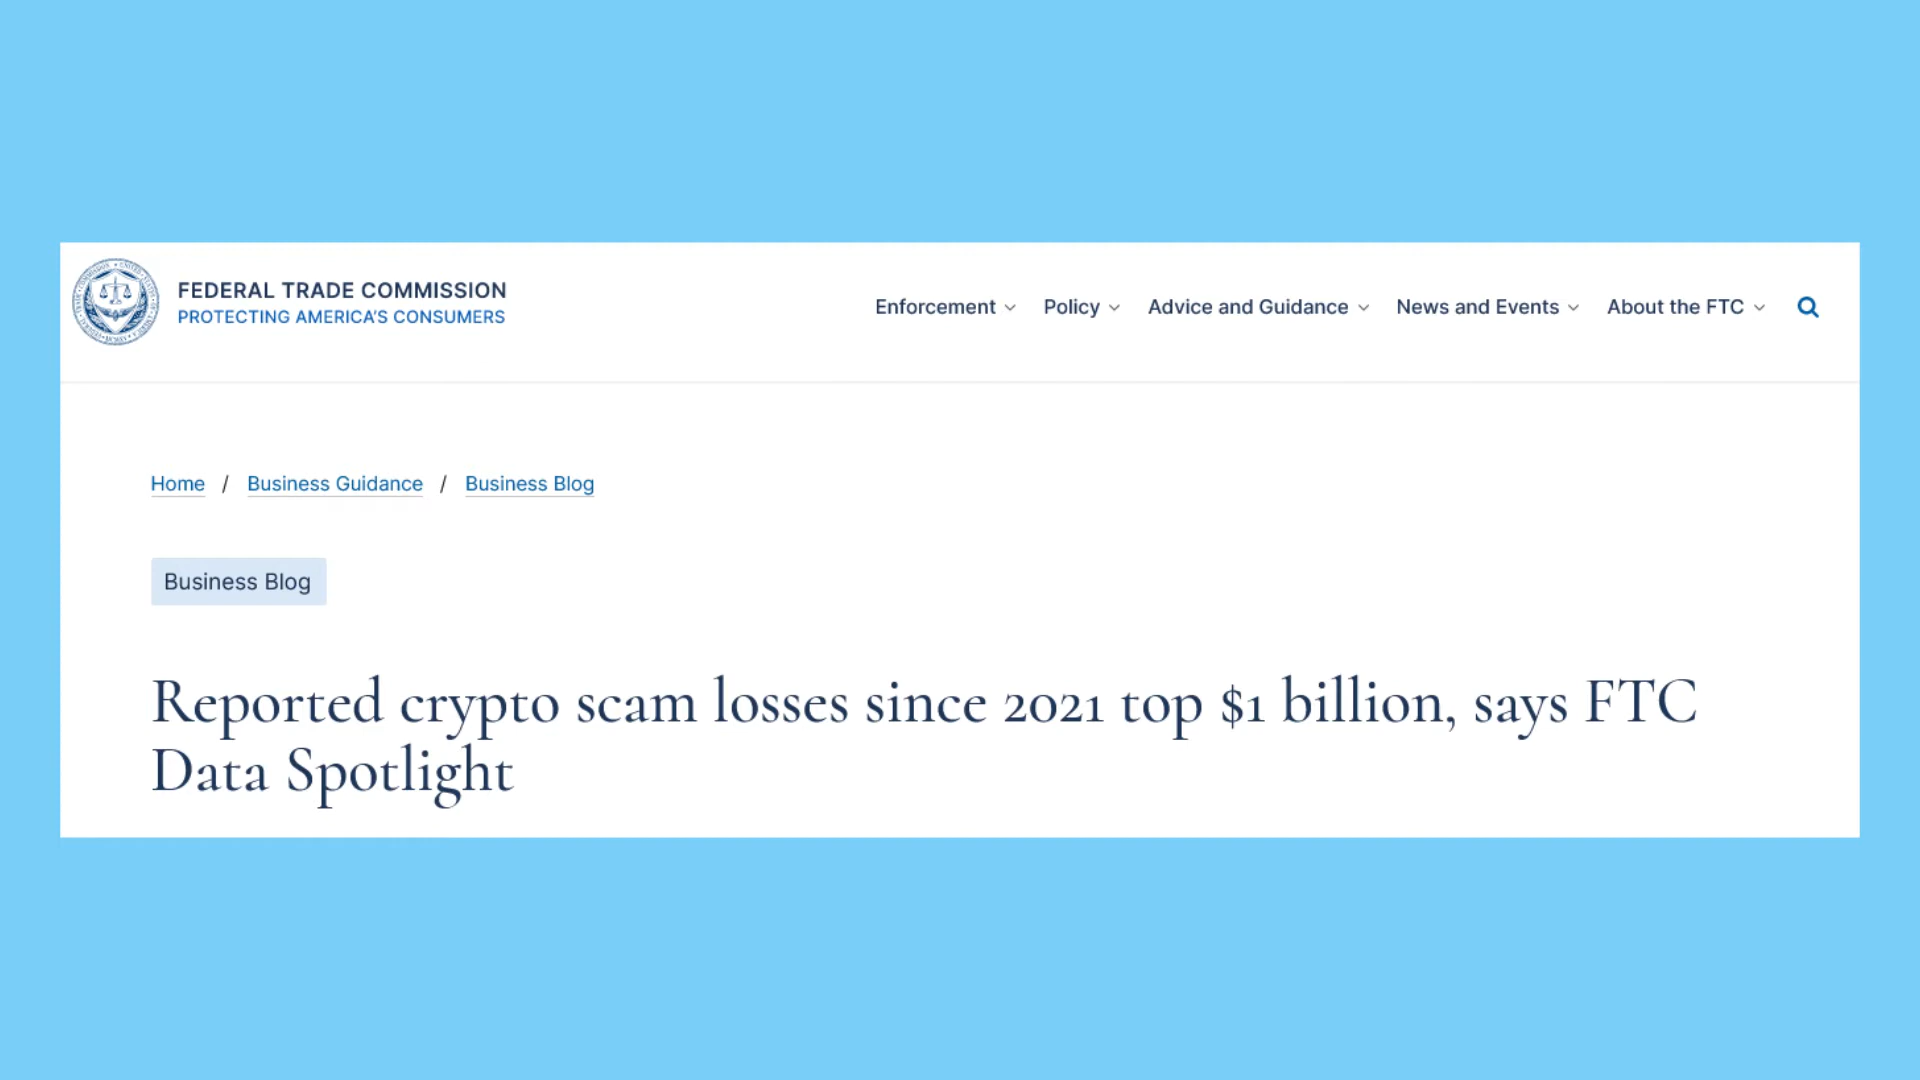 FEDERAL TRADE COMMISSION
PROTECTING AMERICA'S CONSUMERS
Enforcement Policy Advice and Guidance News and Events About the FTC
Home / Business Guidance / Business Blog
Business Blog
Reported crypto scam losses since 2021 top $1 billion, says FTC
Data Spotlight